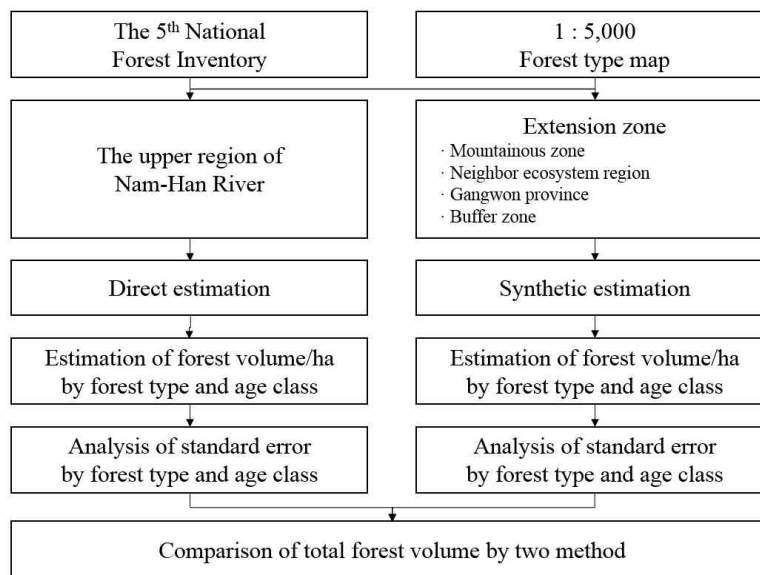 The 5th National
Forest Inventory
1 : 5,000
Forest type map
The upper region of
Nam-Han River
Extension zone
· Mountainous zone
· Neighbor ecosystem region
· Gangwon province
· Buffer zone
Direct estimation
Synthetic estimation
Estimation of forest volume/ha
by forest type and age class
Estimation of forest volume/ha
by forest type and age class
Analysis of standard error
by forest type and age class
Analysis of standard error
by forest type and age class
Comparison of total forest volume by two method